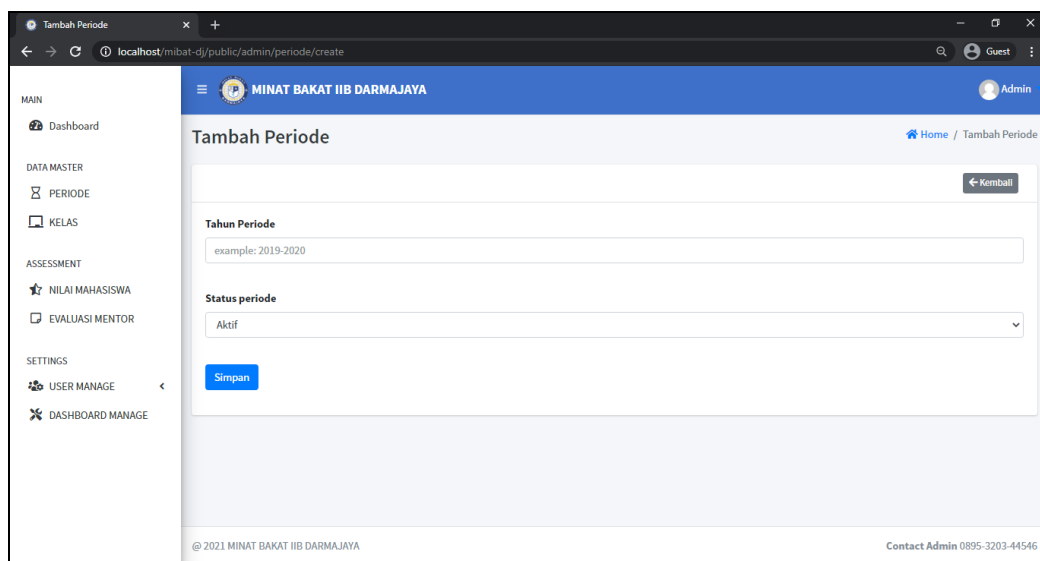 Tambah Periode
localhost/mibat-dj/public/admin/periode/create
Guest
MAIN
Dashboard
DATA MASTER
PERIODE
KELAS
ASSESSMENT
NILAI MAHASISWA
EVALUASI MENTOR
SETTINGS
USER MANAGE
DASHBOARD MANAGE
MINAT BAKAT IIB DARMAJAYA
Admin
Tambah Periode
Home / Tambah Periode
Kembali
Tahun Periode
example: 2019-2020
Status periode
Aktif
Simpan
@ 2021 MINAT BAKAT IIB DARMAJAYA
Contact Admin 0895-3203-44546